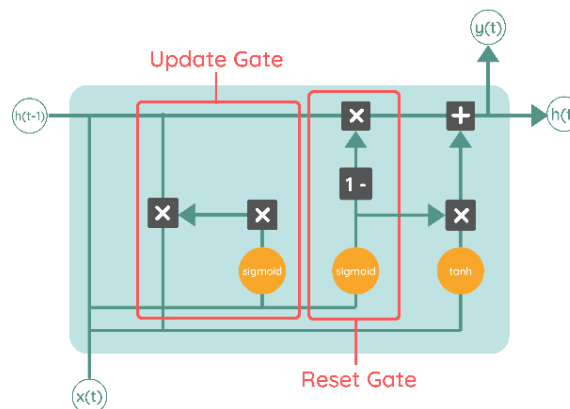 y(t)
Update Gate
h(t-1)
×
+
h(t
1 -
×
×
×
sigmoid
sigmoid
tanh
x(t)
Reset Gate